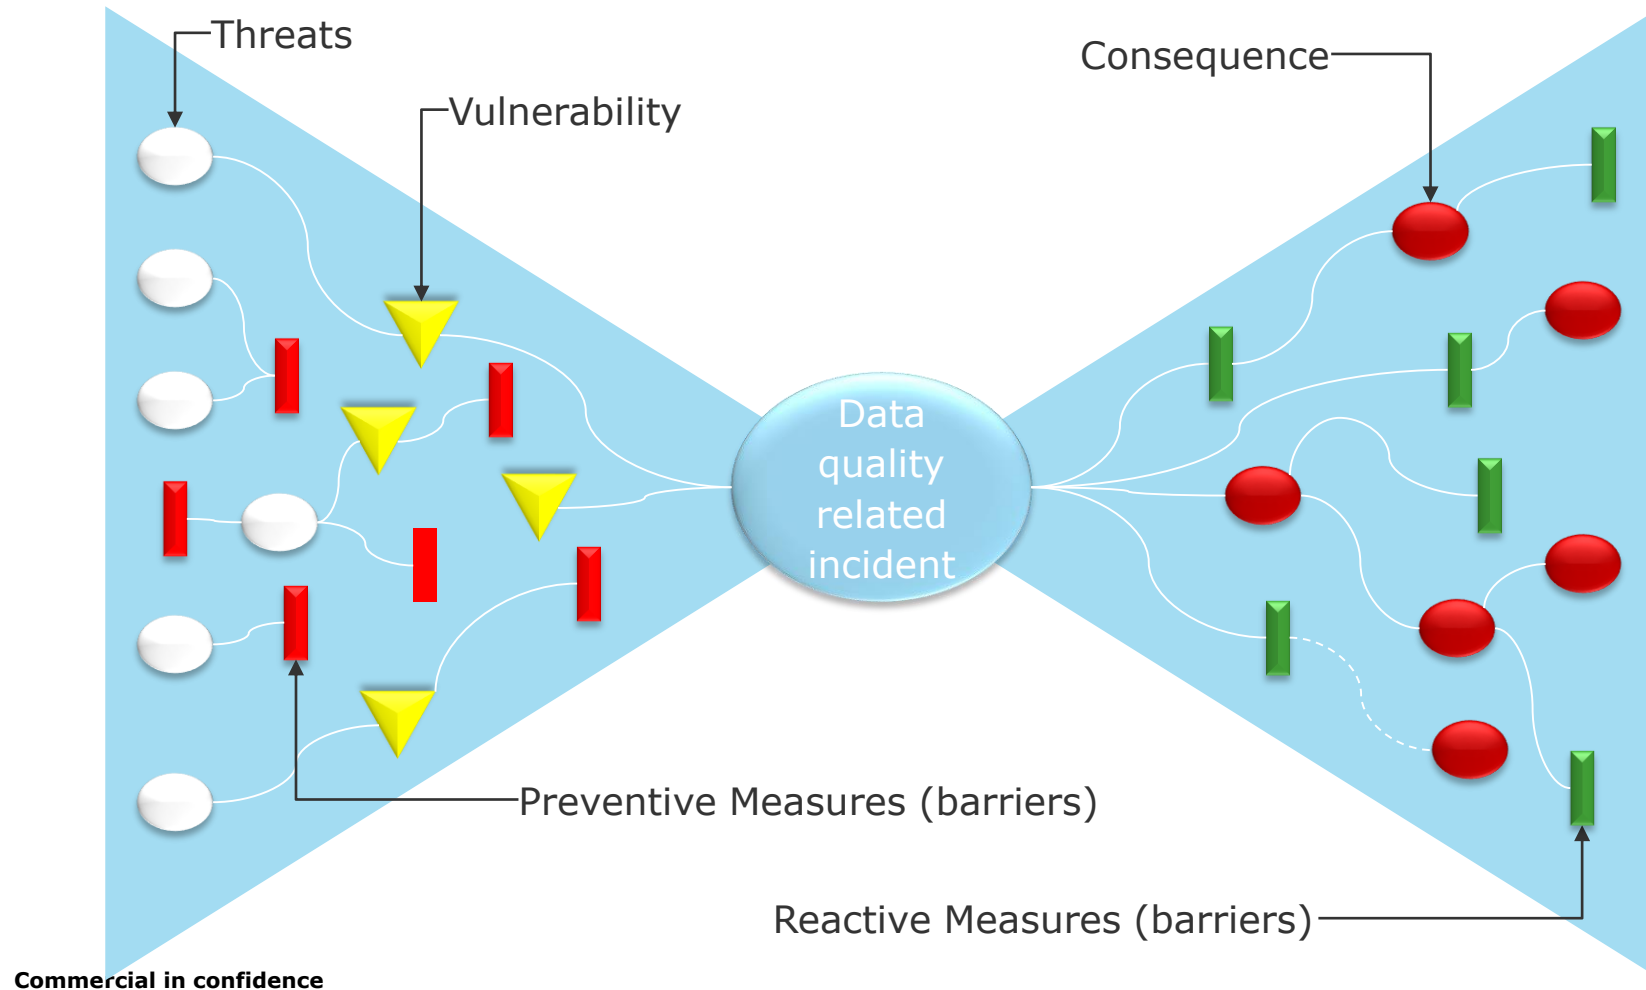 Threats
Consequence
Vulnerability
Data
quality
related
incident
Preventive Measures (barriers)
Reactive Measures (barriers)
Commercial in confidence